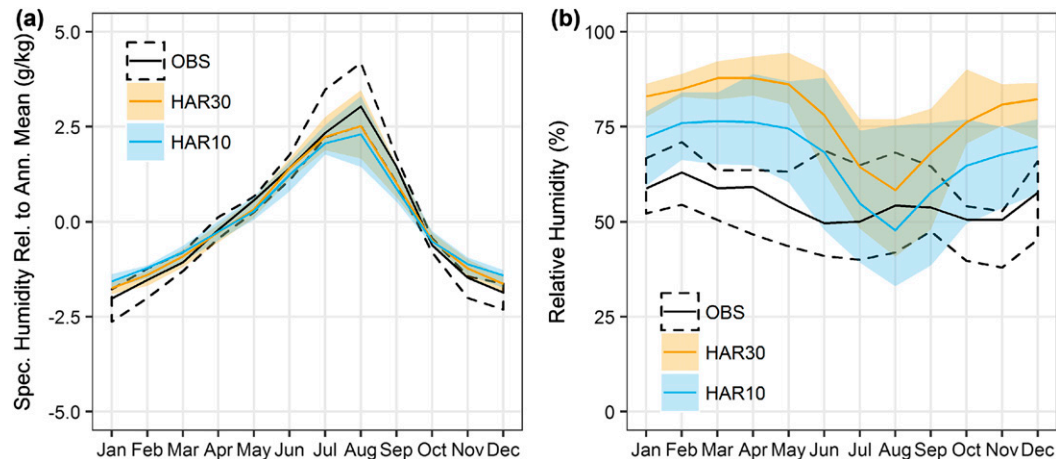 (a)
Spec. Humidity Rel. to Ann. Mean (g/kg)
5.0
2.5
0.0
-2.5
-5.0
OBS
HAR30
HAR10
Jan Feb Mar Apr May Jun Jul Aug Sep Oct Nov Dec
(b)
Relative Humidity (%)
100
75
50
25
0
OBS
HAR30
HAR10
Jan Feb Mar Apr May Jun Jul Aug Sep Oct Nov Dec